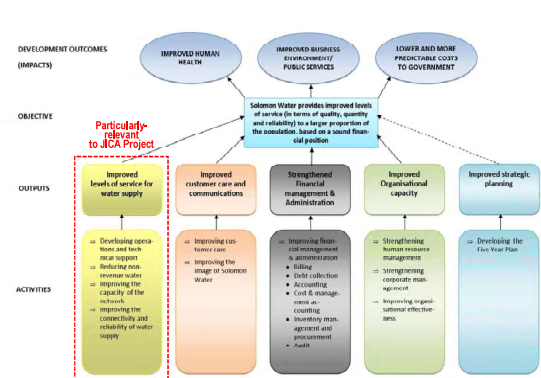 DEVELOPMENT OUTCOMES
(IMPACTS)
IMPROVED HUMAN
HEALTH
IMPROVED BUSINESS
ENVIRONMENT/
PUBLIC SERVICES
LOWER AND MORE
PREDICTABLE COSTS
TO GOVERNMENT
OBJECTIVE
Solomon Water provides improved levels
of service (in terms of quality, quantity
and reliability) to a larger proportion of
the population, based on a sound finan-
cial position
Particularly-
relevant
to JICA Project
OUTPUTS
Improved
levels of service for
water supply
Improved
customer care and
communications
Strengthened
Financial
management &
Administration
Improved
Organisational
capacity
Improved strategic
planning
ACTIVITIES
⇒ Developing opera-
tions and tech
nical support
⇒ Reducing non-
revenue water
⇒ Improving the
capacity of the
network
⇒ Improving the
connectivity and
reliability of water
supply
⇒ Improving cus-
tomer care
⇒ Improving the
image of Solomon
Water
⇒ Improving finan-
cial management
& administration
● Billing
● Debt collection
● Accounting
● Cost & manage-
ment ac-
counting
● Inventory man-
agement and
procurement
● Audit
⇒ Strengthening
human resource
management
⇒ Strengthening
corporate man-
agement
⇒ Improving organi-
sational effective-
ness
⇒ Developing the
Five Year Plan